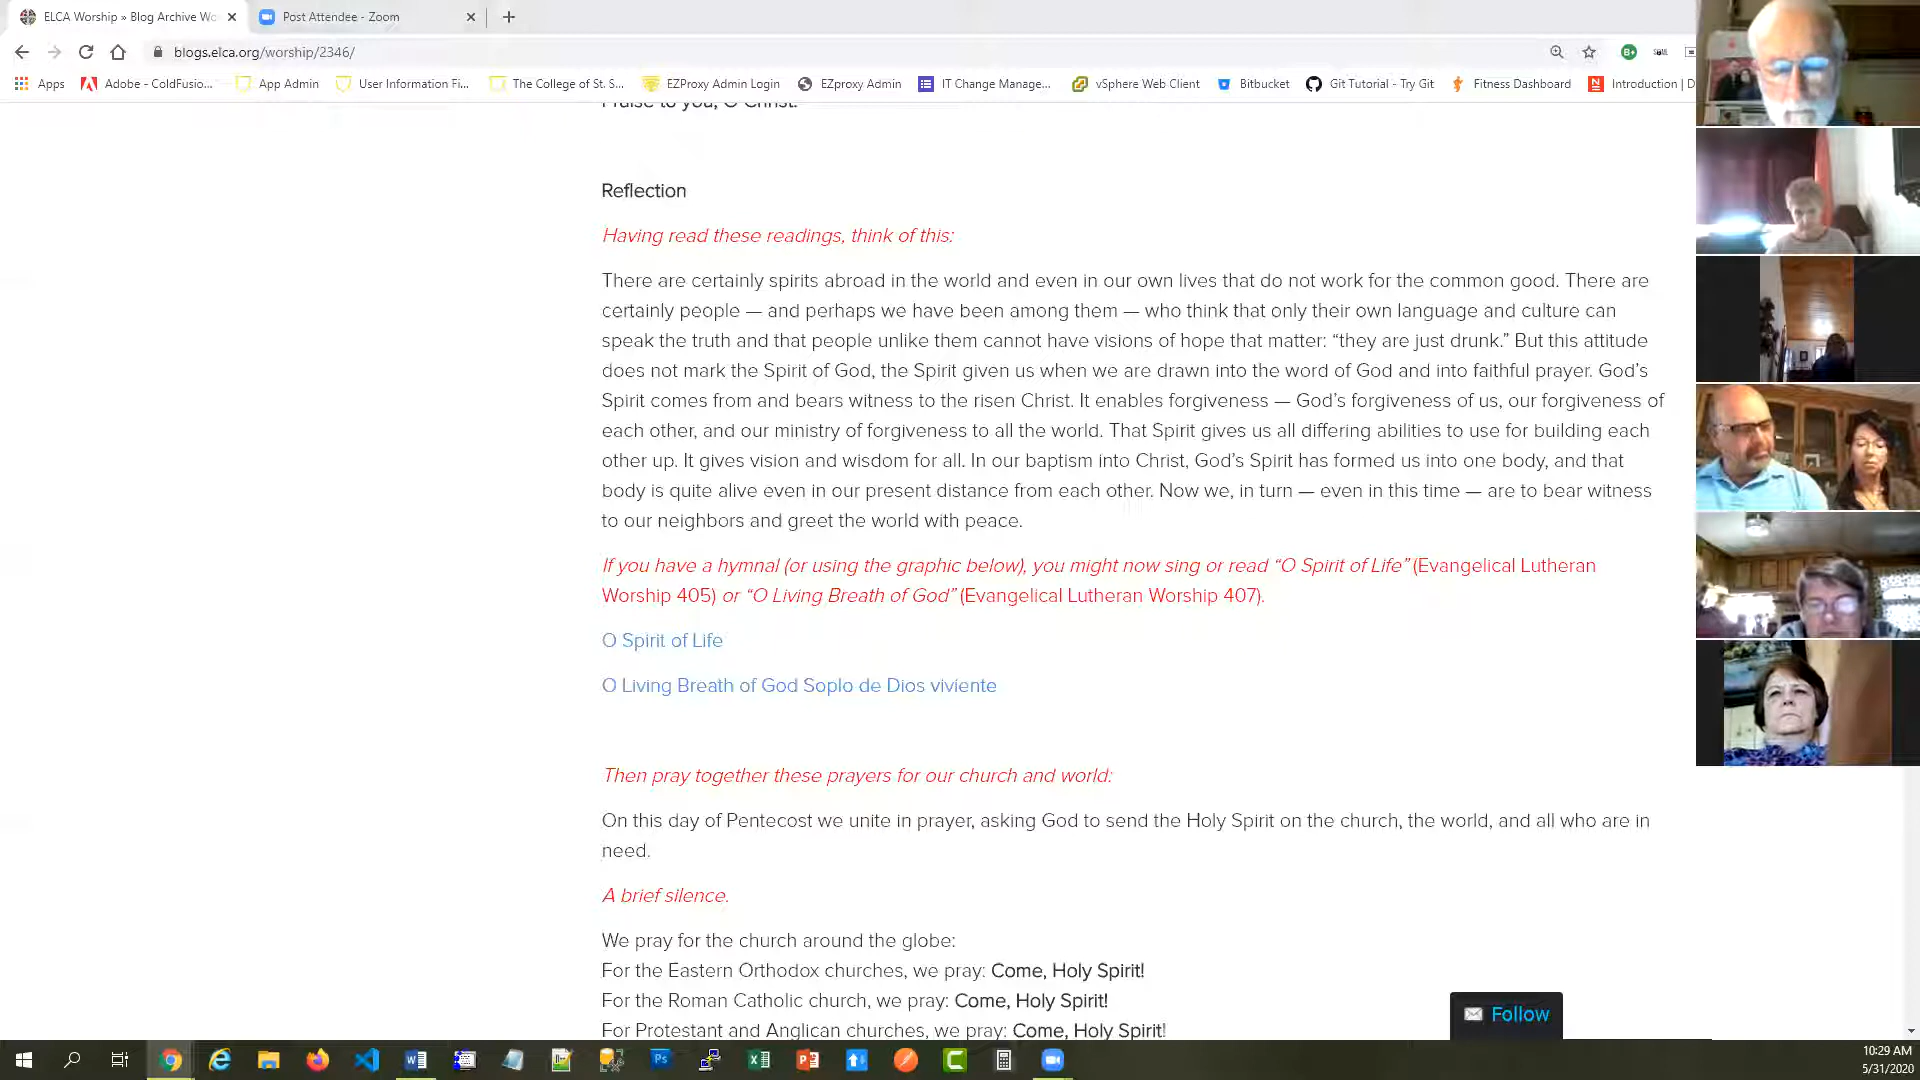 ELCA Worship » Blog Archive Wo
Post Attendee - Zoom
blogs.elca.org/worship/2346/
Apps
Adobe - ColdFusio...
App Admin
User Information Fi...
The College of St. S...
EZProxy Admin Login
EZproxy Admin
IT Change Manage...
vSphere Web Client
Bitbucket
Git Tutorial - Try Git
Fitness Dashboard
Introduction | D
Praise to you, O Christ.
Reflection
Having read these readings, think of this:
There are certainly spirits abroad in the world and even in our own lives that do not work for the common good. There are
certainly people — and perhaps we have been among them — who think that only their own language and culture can
speak the truth and that people unlike them cannot have visions of hope that matter: “they are just drunk.” But this attitude
does not mark the Spirit of God, the Spirit given us when we are drawn into the word of God and into faithful prayer. God’s
Spirit comes from and bears witness to the risen Christ. It enables forgiveness — God’s forgiveness of us, our forgiveness of
each other, and our ministry of forgiveness to all the world. That Spirit gives us all differing abilities to use for building each
other up. It gives vision and wisdom for all. In our baptism into Christ, God’s Spirit has formed us into one body, and that
body is quite alive even in our present distance from each other. Now we, in turn — even in this time — are to bear witness
to our neighbors and greet the world with peace.
If you have a hymnal (or using the graphic below), you might now sing or read “O Spirit of Life” (Evangelical Lutheran
Worship 405) or “O Living Breath of God” (Evangelical Lutheran Worship 407).
O Spirit of Life
O Living Breath of God Soplo de Dios viviente
Then pray together these prayers for our church and world:
On this day of Pentecost we unite in prayer, asking God to send the Holy Spirit on the church, the world, and all who are in
need.
A brief silence.
We pray for the church around the globe:
For the Eastern Orthodox churches, we pray: Come, Holy Spirit!
For the Roman Catholic church, we pray: Come, Holy Spirit!
For Protestant and Anglican churches, we pray: Come, Holy Spirit!
Follow
10:29 AM
5/31/2020